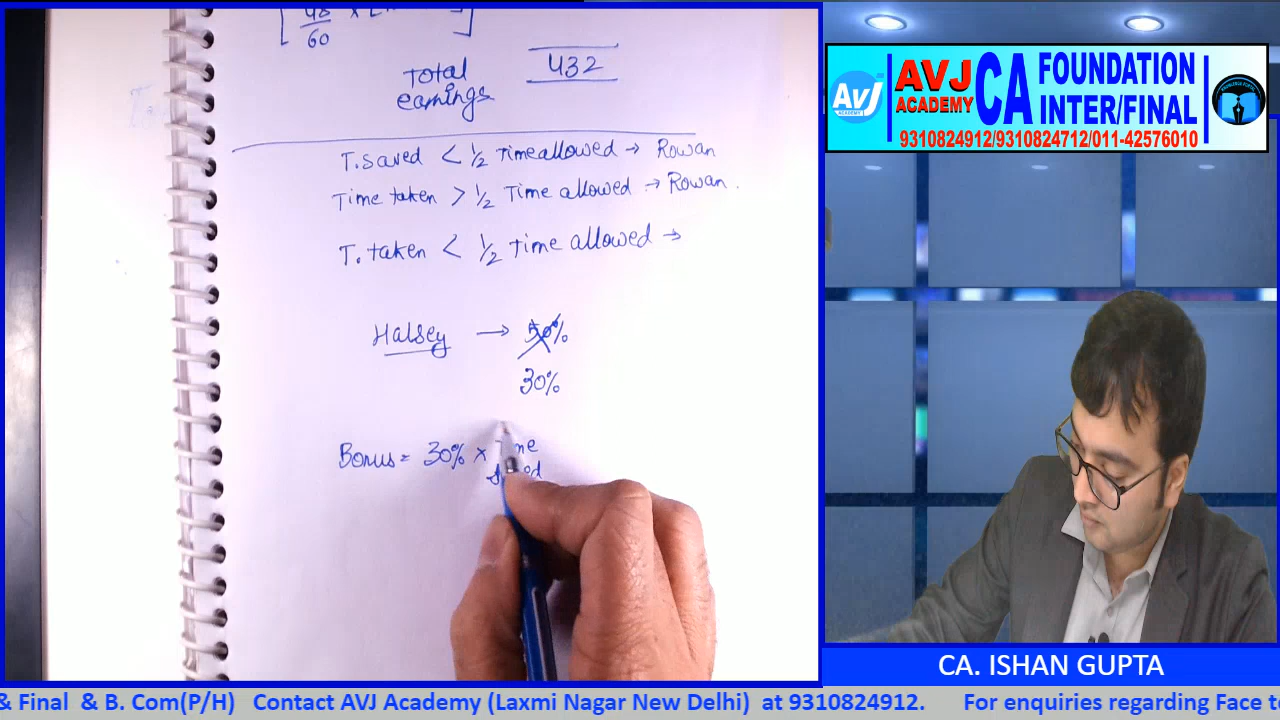 48
60
Total 432
earnings
T.saved < 1/2 Time allowed → Rowan
Time taken > 1/2 Time allowed → Rowan.
T. taken < 1/2 Time allowed →
Halsey → 50%
30%
Bonus = 30% ×
AVJ
AVJ
ACADEMY
CA FOUNDATION
INTER/FINAL
9310824912/9310824712/011-42576010
CA. ISHAN GUPTA
& Final & B. Com(P/H) Contact AVJ Academy (Laxmi Nagar New Delhi) at 9310824912. For enquiries regarding Face t